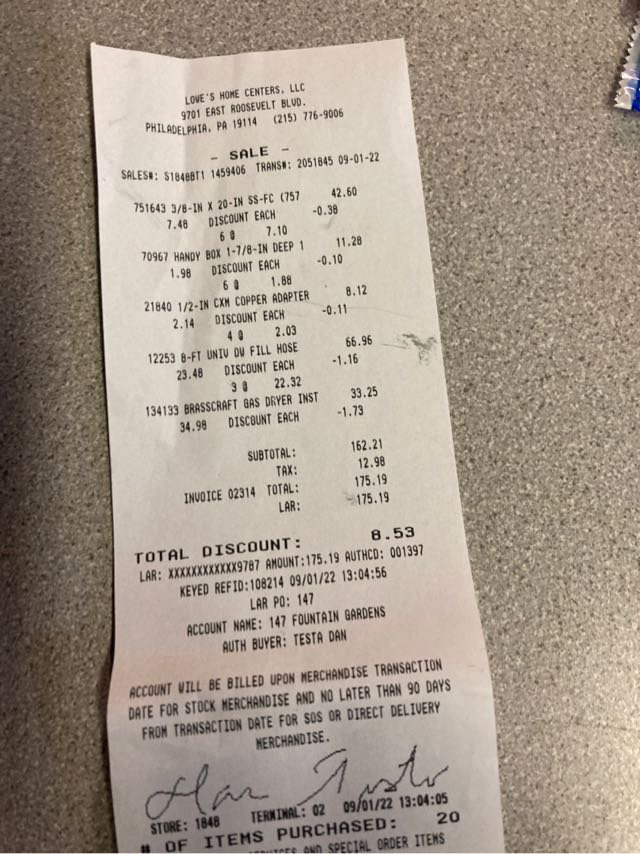 LOWE'S HOME CENTERS, LLC
9701 EAST ROOSEVELT BLVD.
PHILADELPHIA, PA 19114 (215) 776-9006
- SALE -
SALES#: S1848BT1 1459406 TRANS#: 2051845 09-01-22
751643 3/8-IN X 20-IN SS-FC (757 42.60
7.48 DISCOUNT EACH -0.38
6 @ 7.10
70967 HANDY BOX 1-7/8-IN DEEP 1 11.28
1.98 DISCOUNT EACH -0.10
6 @ 1.88
21840 1/2-IN CXM COPPER ADAPTER 8.12
2.14 DISCOUNT EACH -0.11
4 @ 2.03
12253 8-FT UNIV DW FILL HOSE 66.96
23.48 DISCOUNT EACH -1.16
3 @ 22.32
134133 BRASSCRAFT GAS DRYER INST 33.25
34.98 DISCOUNT EACH -1.73
SUBTOTAL: 162.21
TAX: 12.98
INVOICE 02314 TOTAL: 175.19
LAR: 175.19
TOTAL DISCOUNT: 8.53
LAR: XXXXXXXXXXXX9787 AMOUNT:175.19 AUTHCD: 001397
KEYED REFID:108214 09/01/22 13:04:56
LAR PO: 147
ACCOUNT NAME: 147 FOUNTAIN GARDENS
AUTH BUYER: TESTA DAN
ACCOUNT WILL BE BILLED UPON MERCHANDISE TRANSACTION
DATE FOR STOCK MERCHANDISE AND NO LATER THAN 90 DAYS
FROM TRANSACTION DATE FOR SOS OR DIRECT DELIVERY
MERCHANDISE.
STORE: 1848 TERMINAL: 02 09/01/22 13:04:05
# OF ITEMS PURCHASED: 20
AND SPECIAL ORDER ITEMS